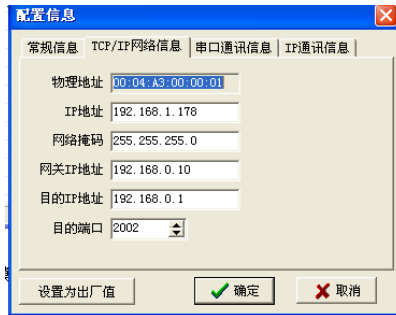 配置信息
常规信息 TCP/IP网络信息 串口通讯信息 IP通讯信息
物理地址 00:04:A3:00:00:01
IP地址 192.168.1.178
网络掩码 255.255.255.0
网关IP地址 192.168.0.10
目的IP地址 192.168.0.1
目的端口 2002
设置为出厂值 确定 取消